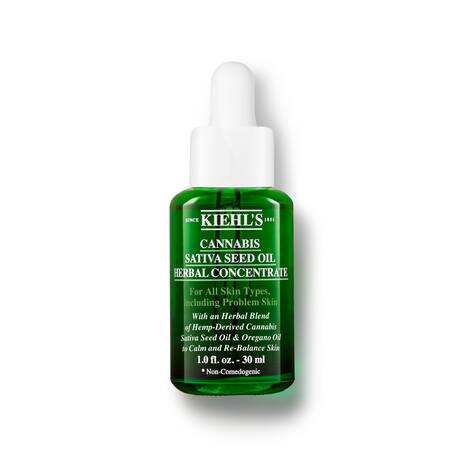 SINCE KIEHL'S 1851
CANNABIS
SATIVA SEED OIL
HERBAL CONCENTRATE
For All Skin Types,
including Problem Skin
With an Herbal Blend
of Hemp-Derived Cannabis
Sativa Seed Oil & Oregano Oil
to Calm and Re-Balance Skin
1.0 fl. oz. - 30 ml
* Non-Comedogenic